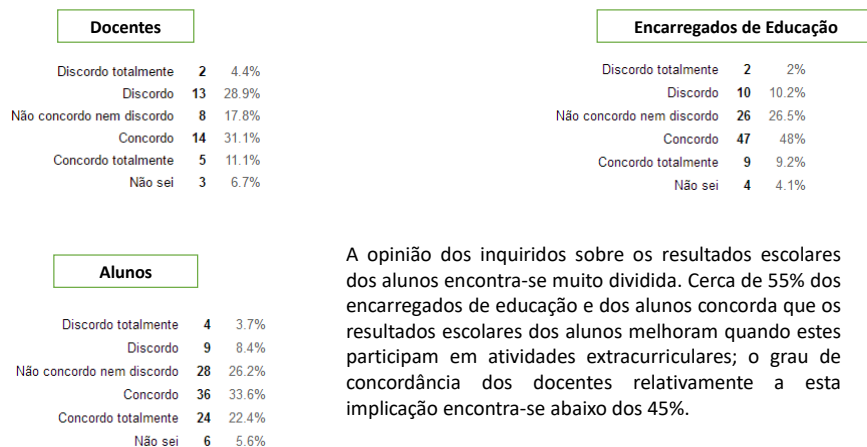 Docentes
Discordo totalmente 2 4.4%
Discordo 13 28.9%
Não concordo nem discordo 8 17.8%
Concordo 14 31.1%
Concordo totalmente 5 11.1%
Não sei 3 6.7%
Encarregados de Educação
Discordo totalmente 2 2%
Discordo 10 10.2%
Não concordo nem discordo 26 26.5%
Concordo 47 48%
Concordo totalmente 9 9.2%
Não sei 4 4.1%
Alunos
Discordo totalmente 4 3.7%
Discordo 9 8.4%
Não concordo nem discordo 28 26.2%
Concordo 36 33.6%
Concordo totalmente 24 22.4%
Não sei 6 5.6%
A opinião dos inquiridos sobre os resultados escolares
dos alunos encontra-se muito dividida. Cerca de 55% dos
encarregados de educação e dos alunos concorda que os
resultados escolares dos alunos melhoram quando estes
participam em atividades extracurriculares; o grau de
concordância dos docentes relativamente a esta
implicação encontra-se abaixo dos 45%.